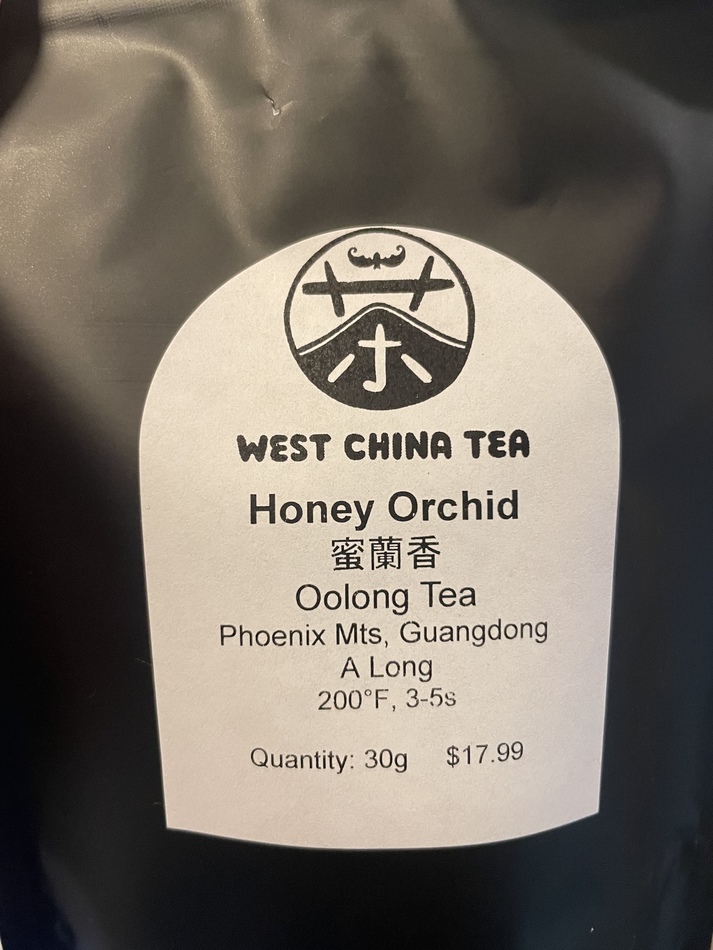 茶
WEST CHINA TEA
Honey Orchid
蜜蘭香
Oolong Tea
Phoenix Mts, Guangdong
A Long
200°F, 3-5s
Quantity: 30g $17.99